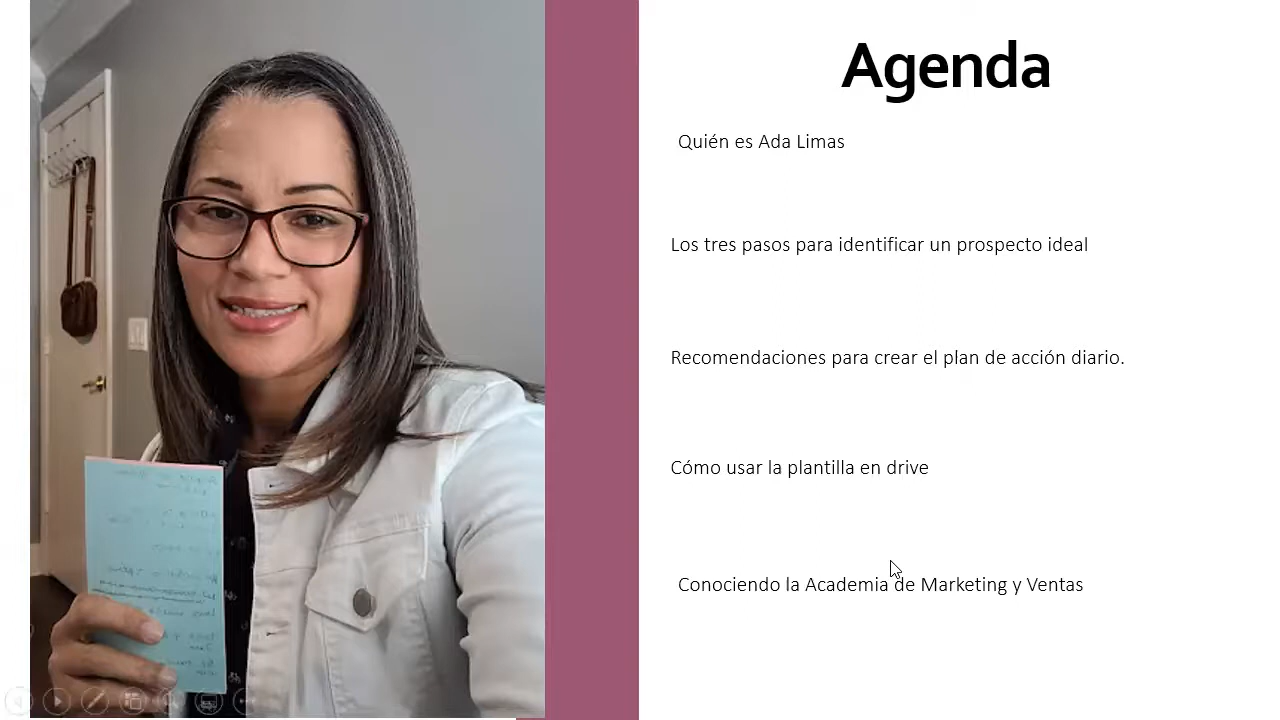 Agenda
Quién es Ada Limas
Los tres pasos para identificar un prospecto ideal
Recomendaciones para crear el plan de acción diario.
Cómo usar la plantilla en drive
Conociendo la Academia de Marketing y Ventas